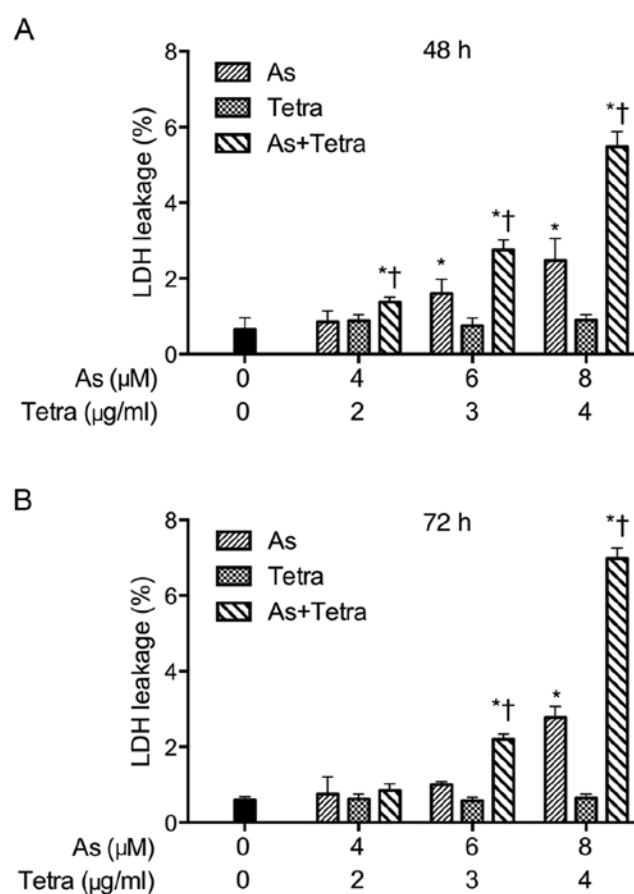 A
48 h
LDH leakage (%)
8
6
4
2
0
As
Tetra
As+Tetra
*†
*
*†
*
*†
As (µM) 0 4 6 8
Tetra (µg/ml) 0 2 3 4
B
72 h
LDH leakage (%)
8
6
4
2
0
As
Tetra
As+Tetra
*†
*
*†
As (µM) 0 4 6 8
Tetra (µg/ml) 0 2 3 4